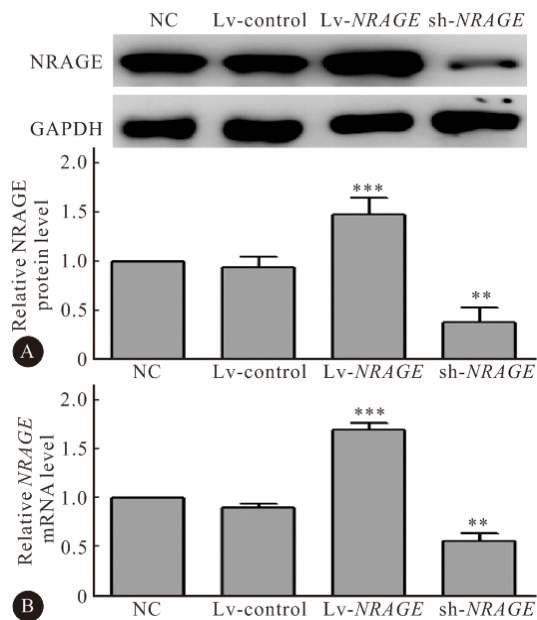 NC Lv-control Lv-NRAGE sh-NRAGE
NRAGE
GAPDH
Relative NRAGE
protein level
2.0
1.5
1.0
0.5
0
***
**
A
NC Lv-control Lv-NRAGE sh-NRAGE
Relative NRAGE
mRNA level
2.0
1.5
1.0
0.5
0
***
**
B
NC Lv-control Lv-NRAGE sh-NRAGE